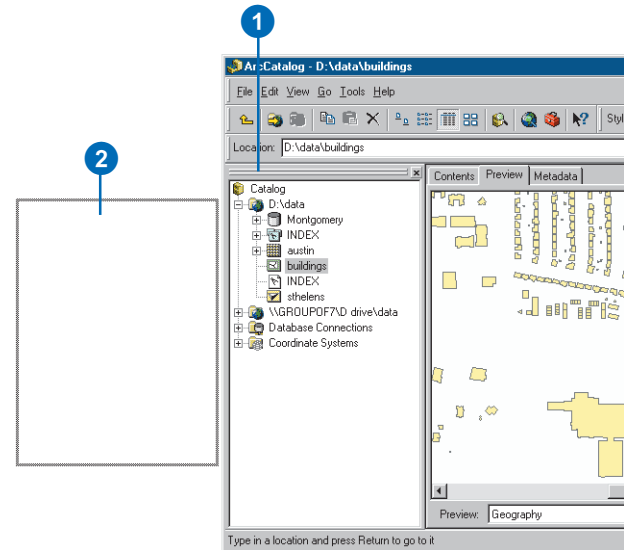 1
2
ArcCatalog - D:\data\buildings
File Edit View Go Tools Help
Styl
Location: D:\data\buildings
Catalog
D:\data
Montgomery
INDEX
austin
buildings
INDEX
sthelens
\\GROUPOF7\D drive\data
Database Connections
Coordinate Systems
Contents Preview Metadata
Preview: Geography
Type in a location and press Return to go to it